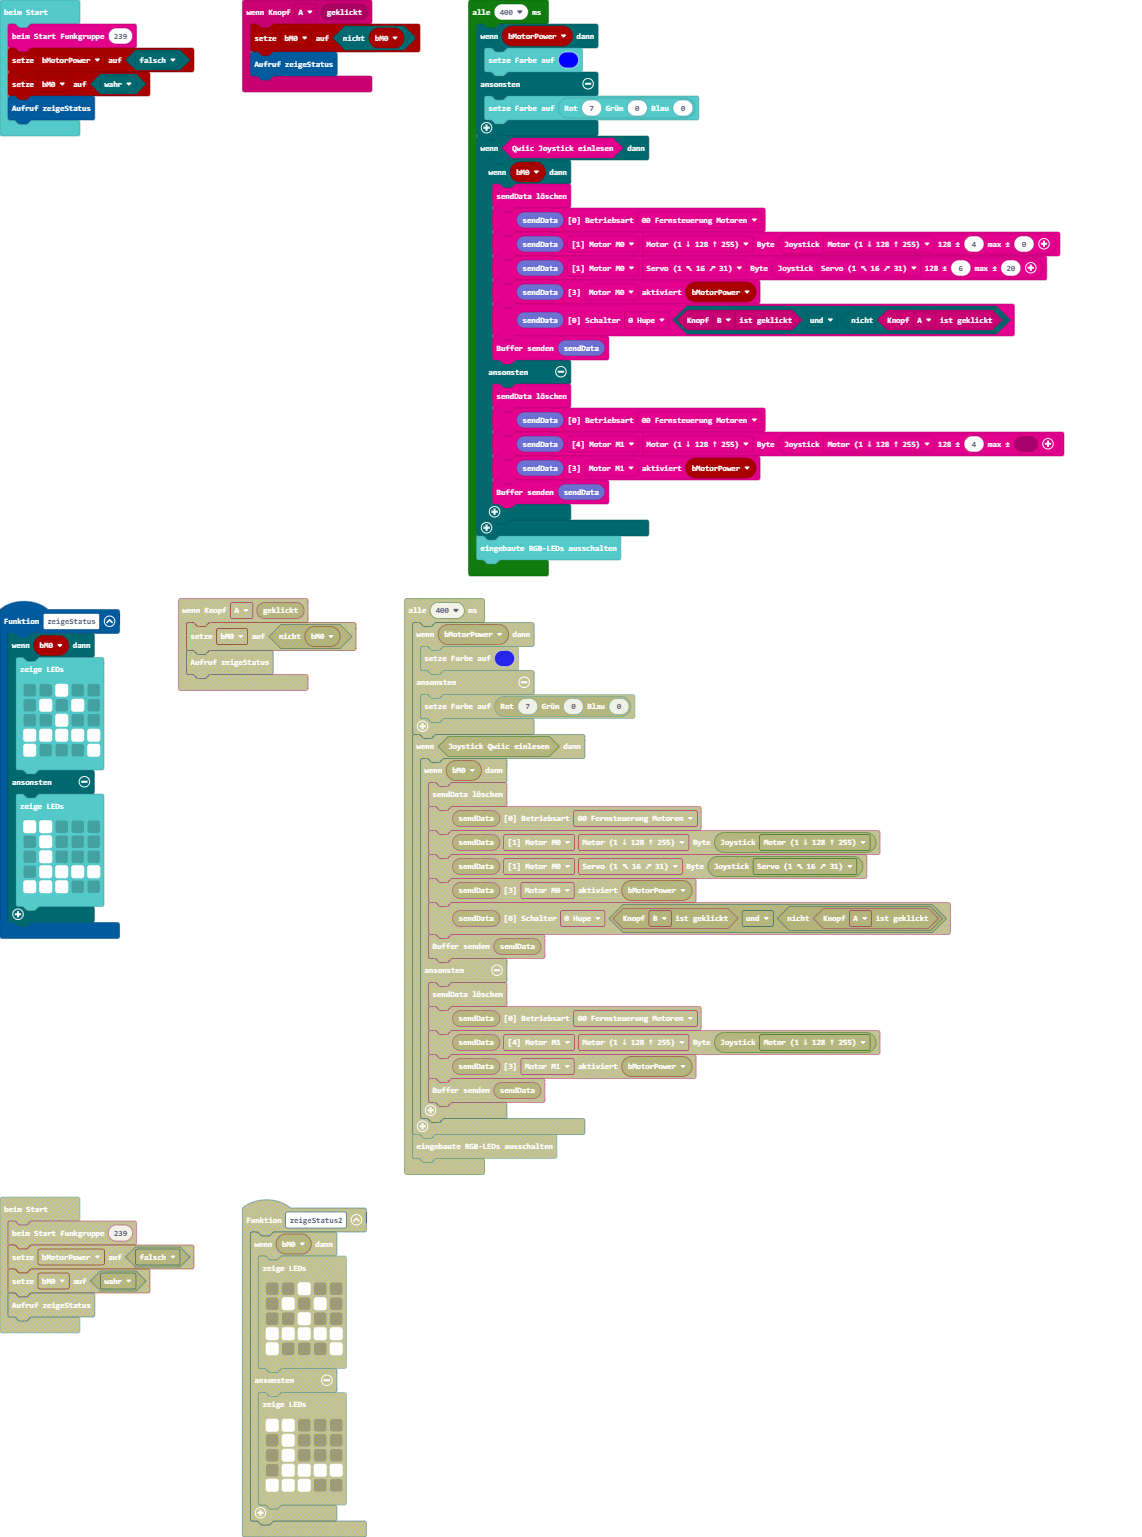 beim Start
beim Start Funkgruppe 239
setze bMotorPower auf falsch
setze bM0 auf wahr
Aufruf zeigeStatus
wenn Knopf A geklickt
setze bM0 auf nicht bM0
Aufruf zeigeStatus
alle 400 ms
wenn bMotorPower dann
setze Farbe auf
ansonsten
setze Farbe auf Rot 7 Grün 0 Blau 0
wenn Qwiic Joystick einlesen dann
wenn bM0 dann
sendData löschen
sendData [0] Betriebsart 00 Fernsteuerung Motoren
sendData [1] Motor M0 Motor (1 ↓ 128 ↑ 255) Byte Joystick Motor (1 ↓ 128 ↑ 255) 128 ± 4 max ± 0
sendData [1] Motor M0 Servo (1 ↖ 16 ↗ 31) Byte Joystick Servo (1 ↖ 16 ↗ 31) 128 ± 6 max ± 20
sendData [3] Motor M0 aktiviert bMotorPower
sendData [0] Schalter 0 Hupe Knopf B ist geklickt und nicht Knopf A ist geklickt
Buffer senden sendData
ansonsten
sendData löschen
sendData [0] Betriebsart 00 Fernsteuerung Motoren
sendData [4] Motor M1 Motor (1 ↓ 128 ↑ 255) Byte Joystick Motor (1 ↓ 128 ↑ 255) 128 ± 4 max ±
sendData [3] Motor M1 aktiviert bMotorPower
Buffer senden sendData
eingebaute RGB-LEDs ausschalten
Funktion zeigeStatus
wenn bM0 dann
zeige LEDs
ansonsten
zeige LEDs
wenn Knopf A geklickt
setze bM0 auf nicht bM0
Aufruf zeigeStatus
alle 400 ms
wenn bMotorPower dann
setze Farbe auf
ansonsten
setze Farbe auf Rot 7 Grün 0 Blau 0
wenn Joystick Qwiic einlesen dann
wenn bM0 dann
sendData löschen
sendData [0] Betriebsart 00 Fernsteuerung Motoren
sendData [1] Motor M0 Motor (1 ↓ 128 ↑ 255) Byte Joystick Motor (1 ↓ 128 ↑ 255)
sendData [1] Motor M0 Servo (1 ↖ 16 ↗ 31) Byte Joystick Servo (1 ↖ 16 ↗ 31)
sendData [3] Motor M0 aktiviert bMotorPower
sendData [0] Schalter 0 Hupe Knopf B ist geklickt und nicht Knopf A ist geklickt
Buffer senden sendData
ansonsten
sendData löschen
sendData [0] Betriebsart 00 Fernsteuerung Motoren
sendData [4] Motor M1 Motor (1 ↓ 128 ↑ 255) Byte Joystick Motor (1 ↓ 128 ↑ 255)
sendData [3] Motor M1 aktiviert bMotorPower
Buffer senden sendData
eingebaute RGB-LEDs ausschalten
beim Start
beim Start Funkgruppe 239
setze bMotorPower auf falsch
setze bM0 auf wahr
Aufruf zeigeStatus
Funktion zeigeStatus2
wenn bM0 dann
zeige LEDs
ansonsten
zeige LEDs